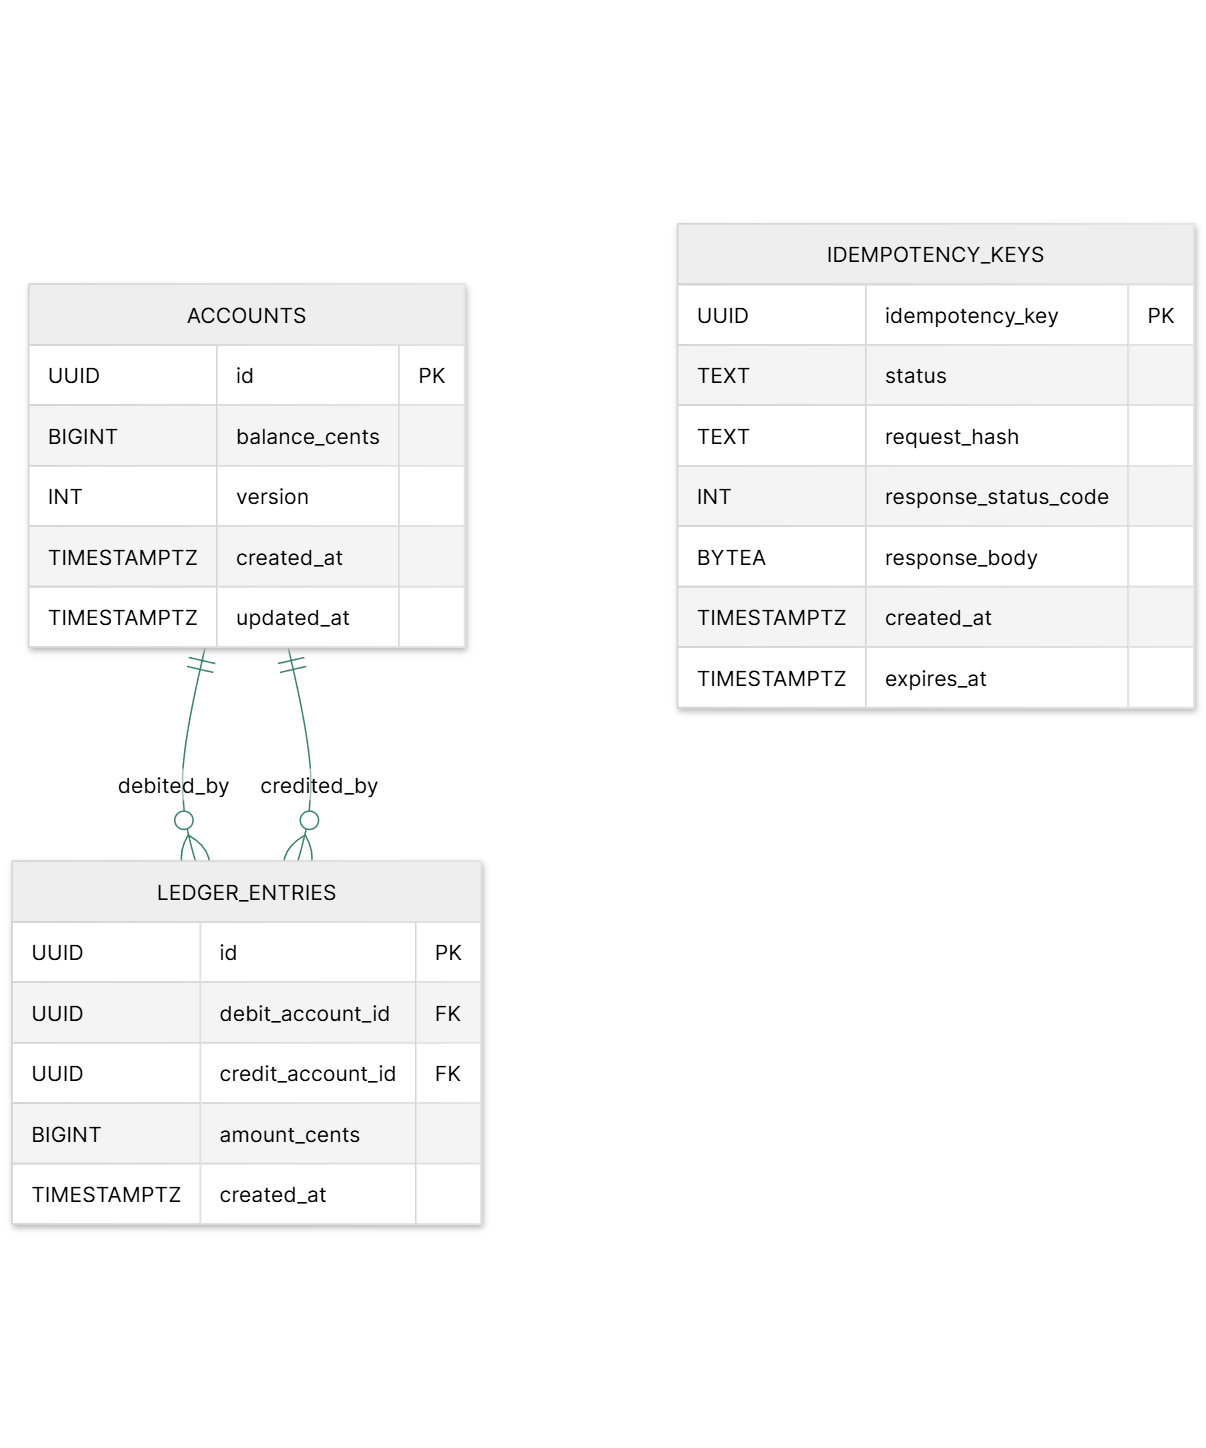 ACCOUNTS
UUID id PK
BIGINT balance_cents
INT version
TIMESTAMPTZ created_at
TIMESTAMPTZ updated_at
debited_by credited_by
LEDGER_ENTRIES
UUID id PK
UUID debit_account_id FK
UUID credit_account_id FK
BIGINT amount_cents
TIMESTAMPTZ created_at
IDEMPOTENCY_KEYS
UUID idempotency_key PK
TEXT status
TEXT request_hash
INT response_status_code
BYTEA response_body
TIMESTAMPTZ created_at
TIMESTAMPTZ expires_at